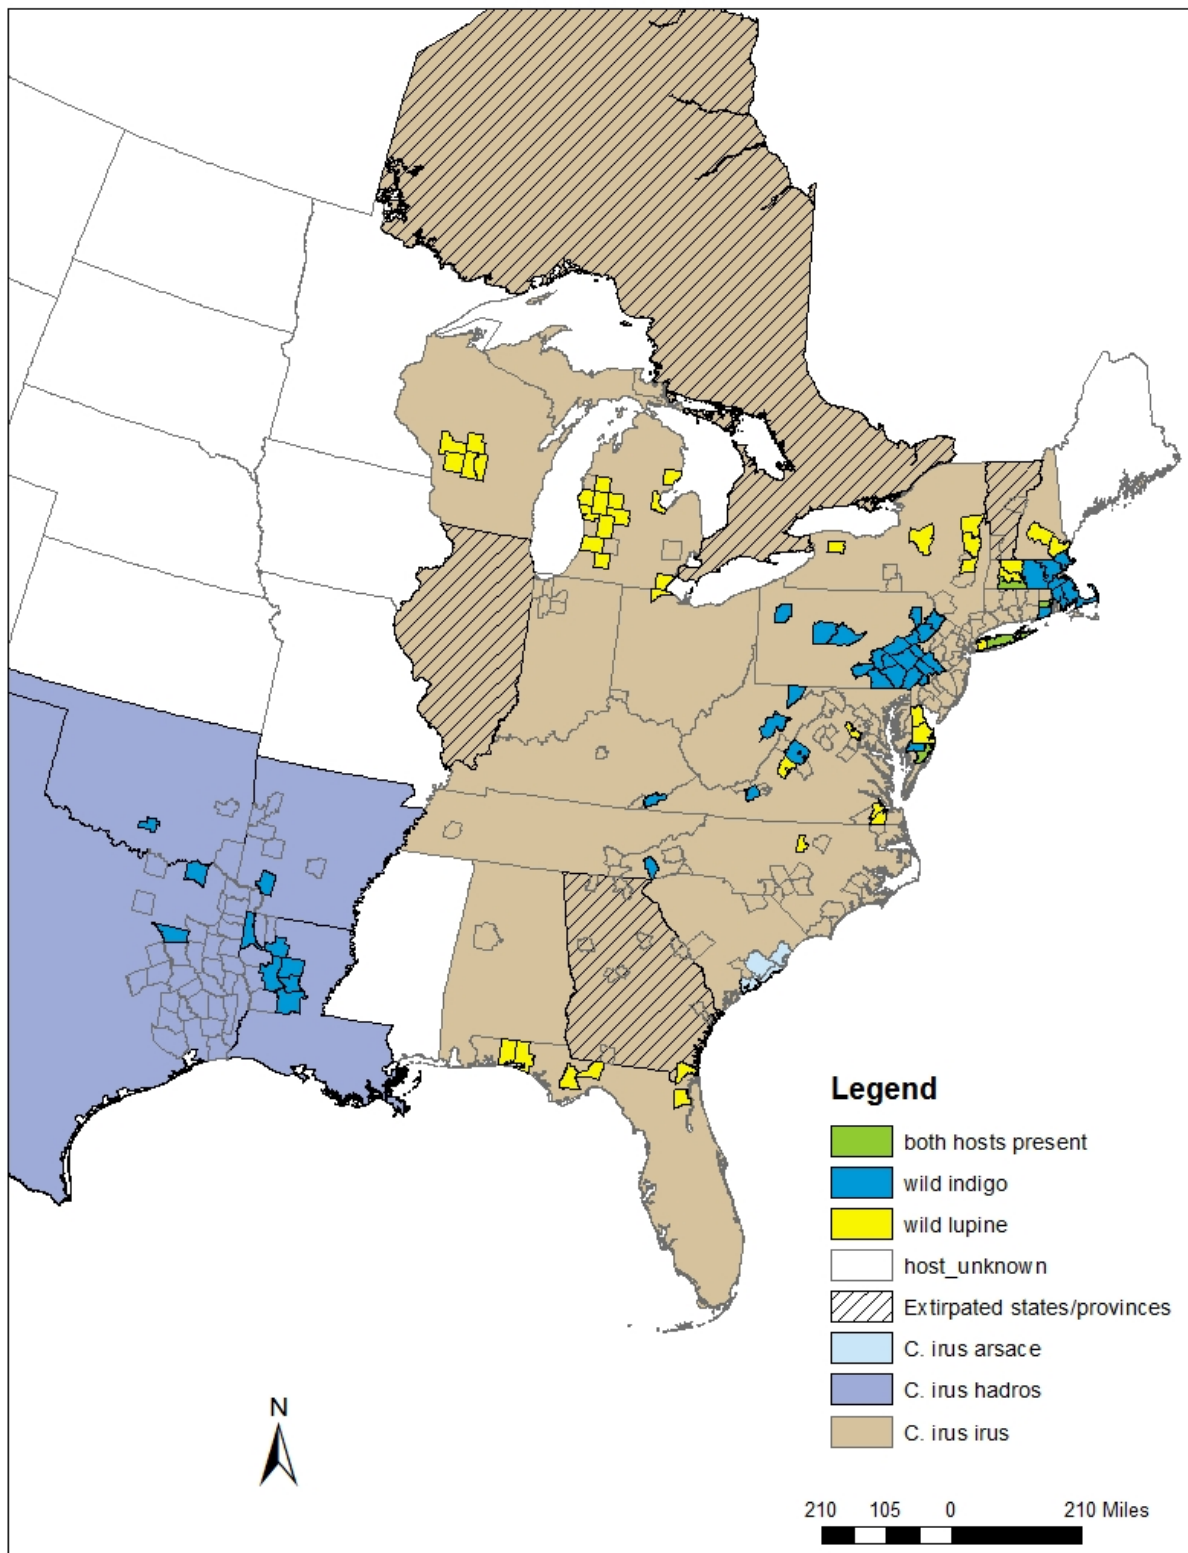 Legend
both hosts present
wild indigo
wild lupine
host_unknown
Extirpated states/provinces
C. irus arsace
C. irus hadros
C. irus irus
N
210 105 0 210 Miles